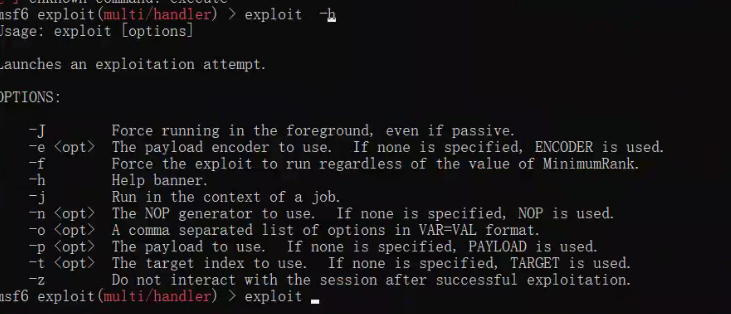 [-] Unknown command: execute
msf6 exploit(multi/handler) > exploit  -h
Usage: exploit [options]
Launches an exploitation attempt.
OPTIONS:
-J        Force running in the foreground, even if passive.
-e <opt>  The payload encoder to use.  If none is specified, ENCODER is used.
-f        Force the exploit to run regardless of the value of MinimumRank.
-h        Help banner.
-j        Run in the context of a job.
-n <opt>  The NOP generator to use.  If none is specified, NOP is used.
-o <opt>  A comma separated list of options in VAR=VAL format.
-p <opt>  The payload to use.  If none is specified, PAYLOAD is used.
-t <opt>  The target index to use.  If none is specified, TARGET is used.
-z        Do not interact with the session after successful exploitation.
msf6 exploit(multi/handler) > exploit